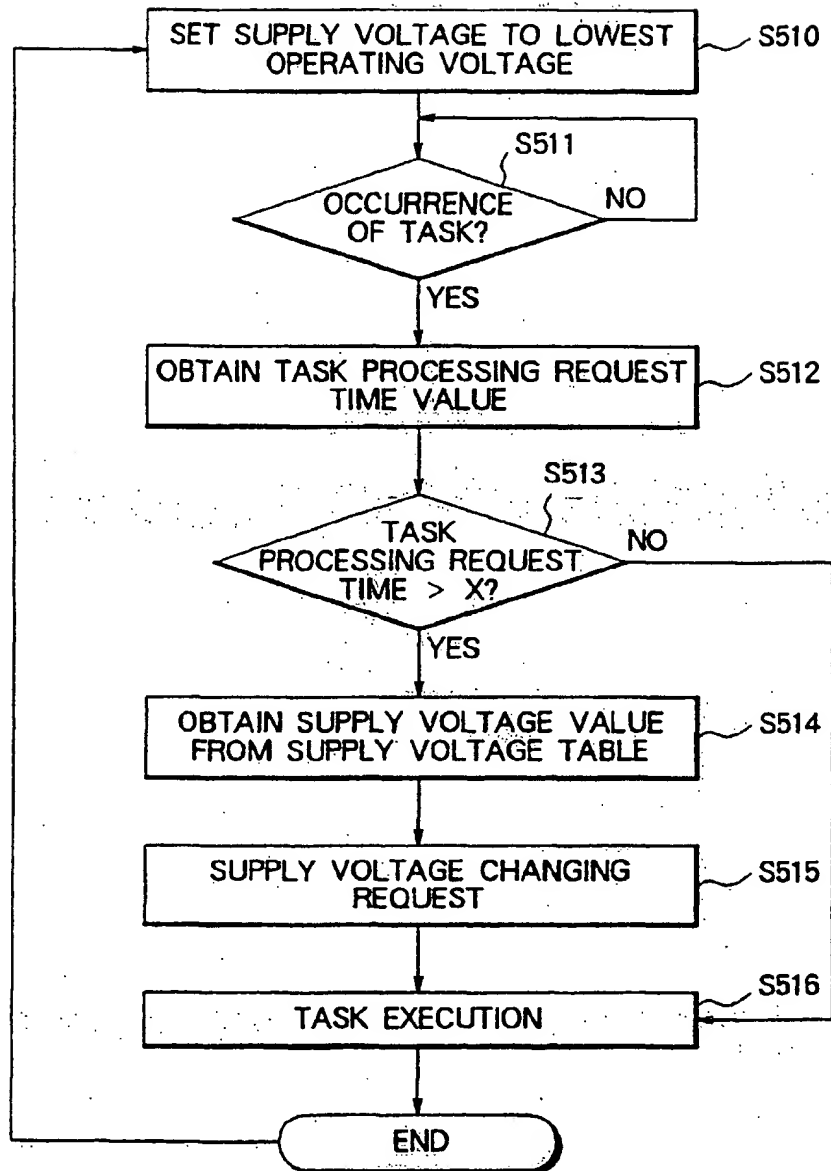 SET SUPPLY VOLTAGE TO LOWEST
OPERATING VOLTAGE
S510
S511
OCCURRENCE
OF TASK?
NO
YES
OBTAIN TASK PROCESSING REQUEST
TIME VALUE
S512
S513
TASK
PROCESSING REQUEST
TIME > X?
NO
YES
OBTAIN SUPPLY VOLTAGE VALUE
FROM SUPPLY VOLTAGE TABLE
S514
SUPPLY VOLTAGE CHANGING
REQUEST
S515
S516
TASK EXECUTION
END